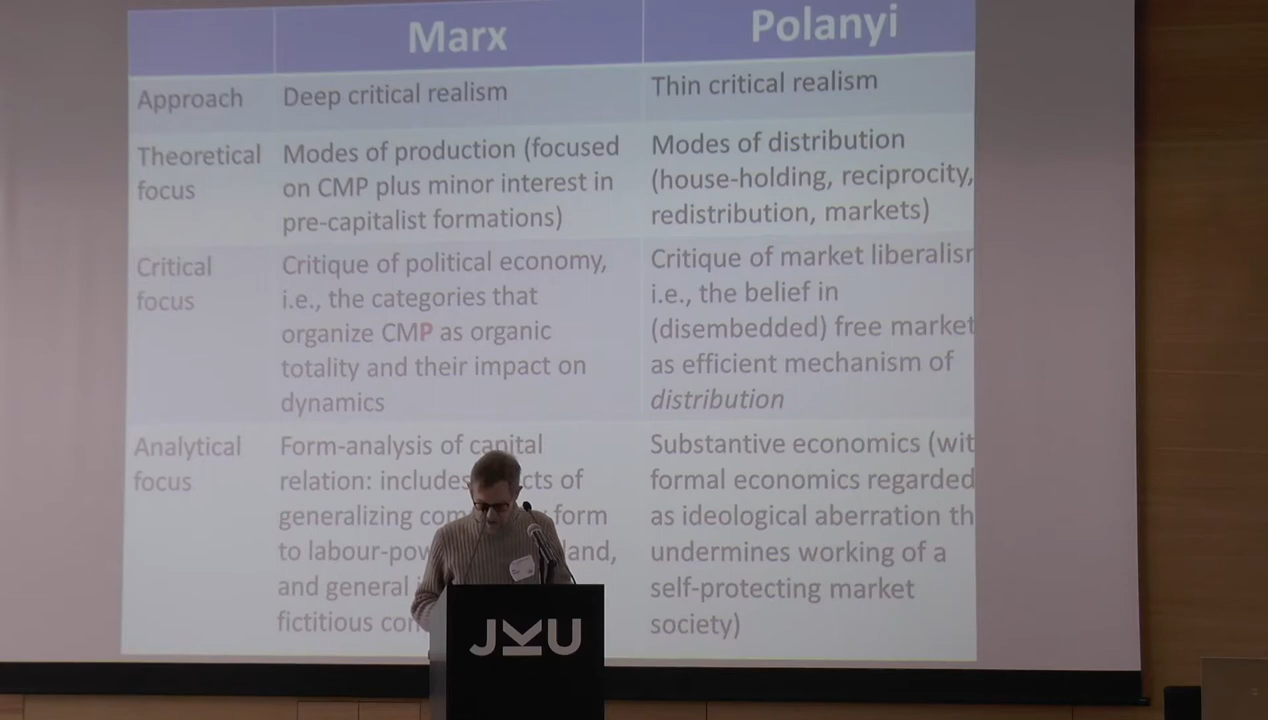 Marx
Polanyi
Approach
Deep critical realism
Thin critical realism
Theoretical
focus
Modes of production (focused
on CMP plus minor interest in
pre-capitalist formations)
Modes of distribution
(house-holding, reciprocity,
redistribution, markets)
Critical
focus
Critique of political economy,
i.e., the categories that
organize CMP as organic
totality and their impact on
dynamics
Critique of market
i.e., the belief in
(disembedded) free market
as efficient mechanism of
distribution
Analytical
focus
Form-analysis of capital
relation: includes of
generalizing form
to land,
and general
fictitious
Substantive economics
formal economics regarded
as ideological aberration
undermines working of a
self-protecting market
society)
JKU